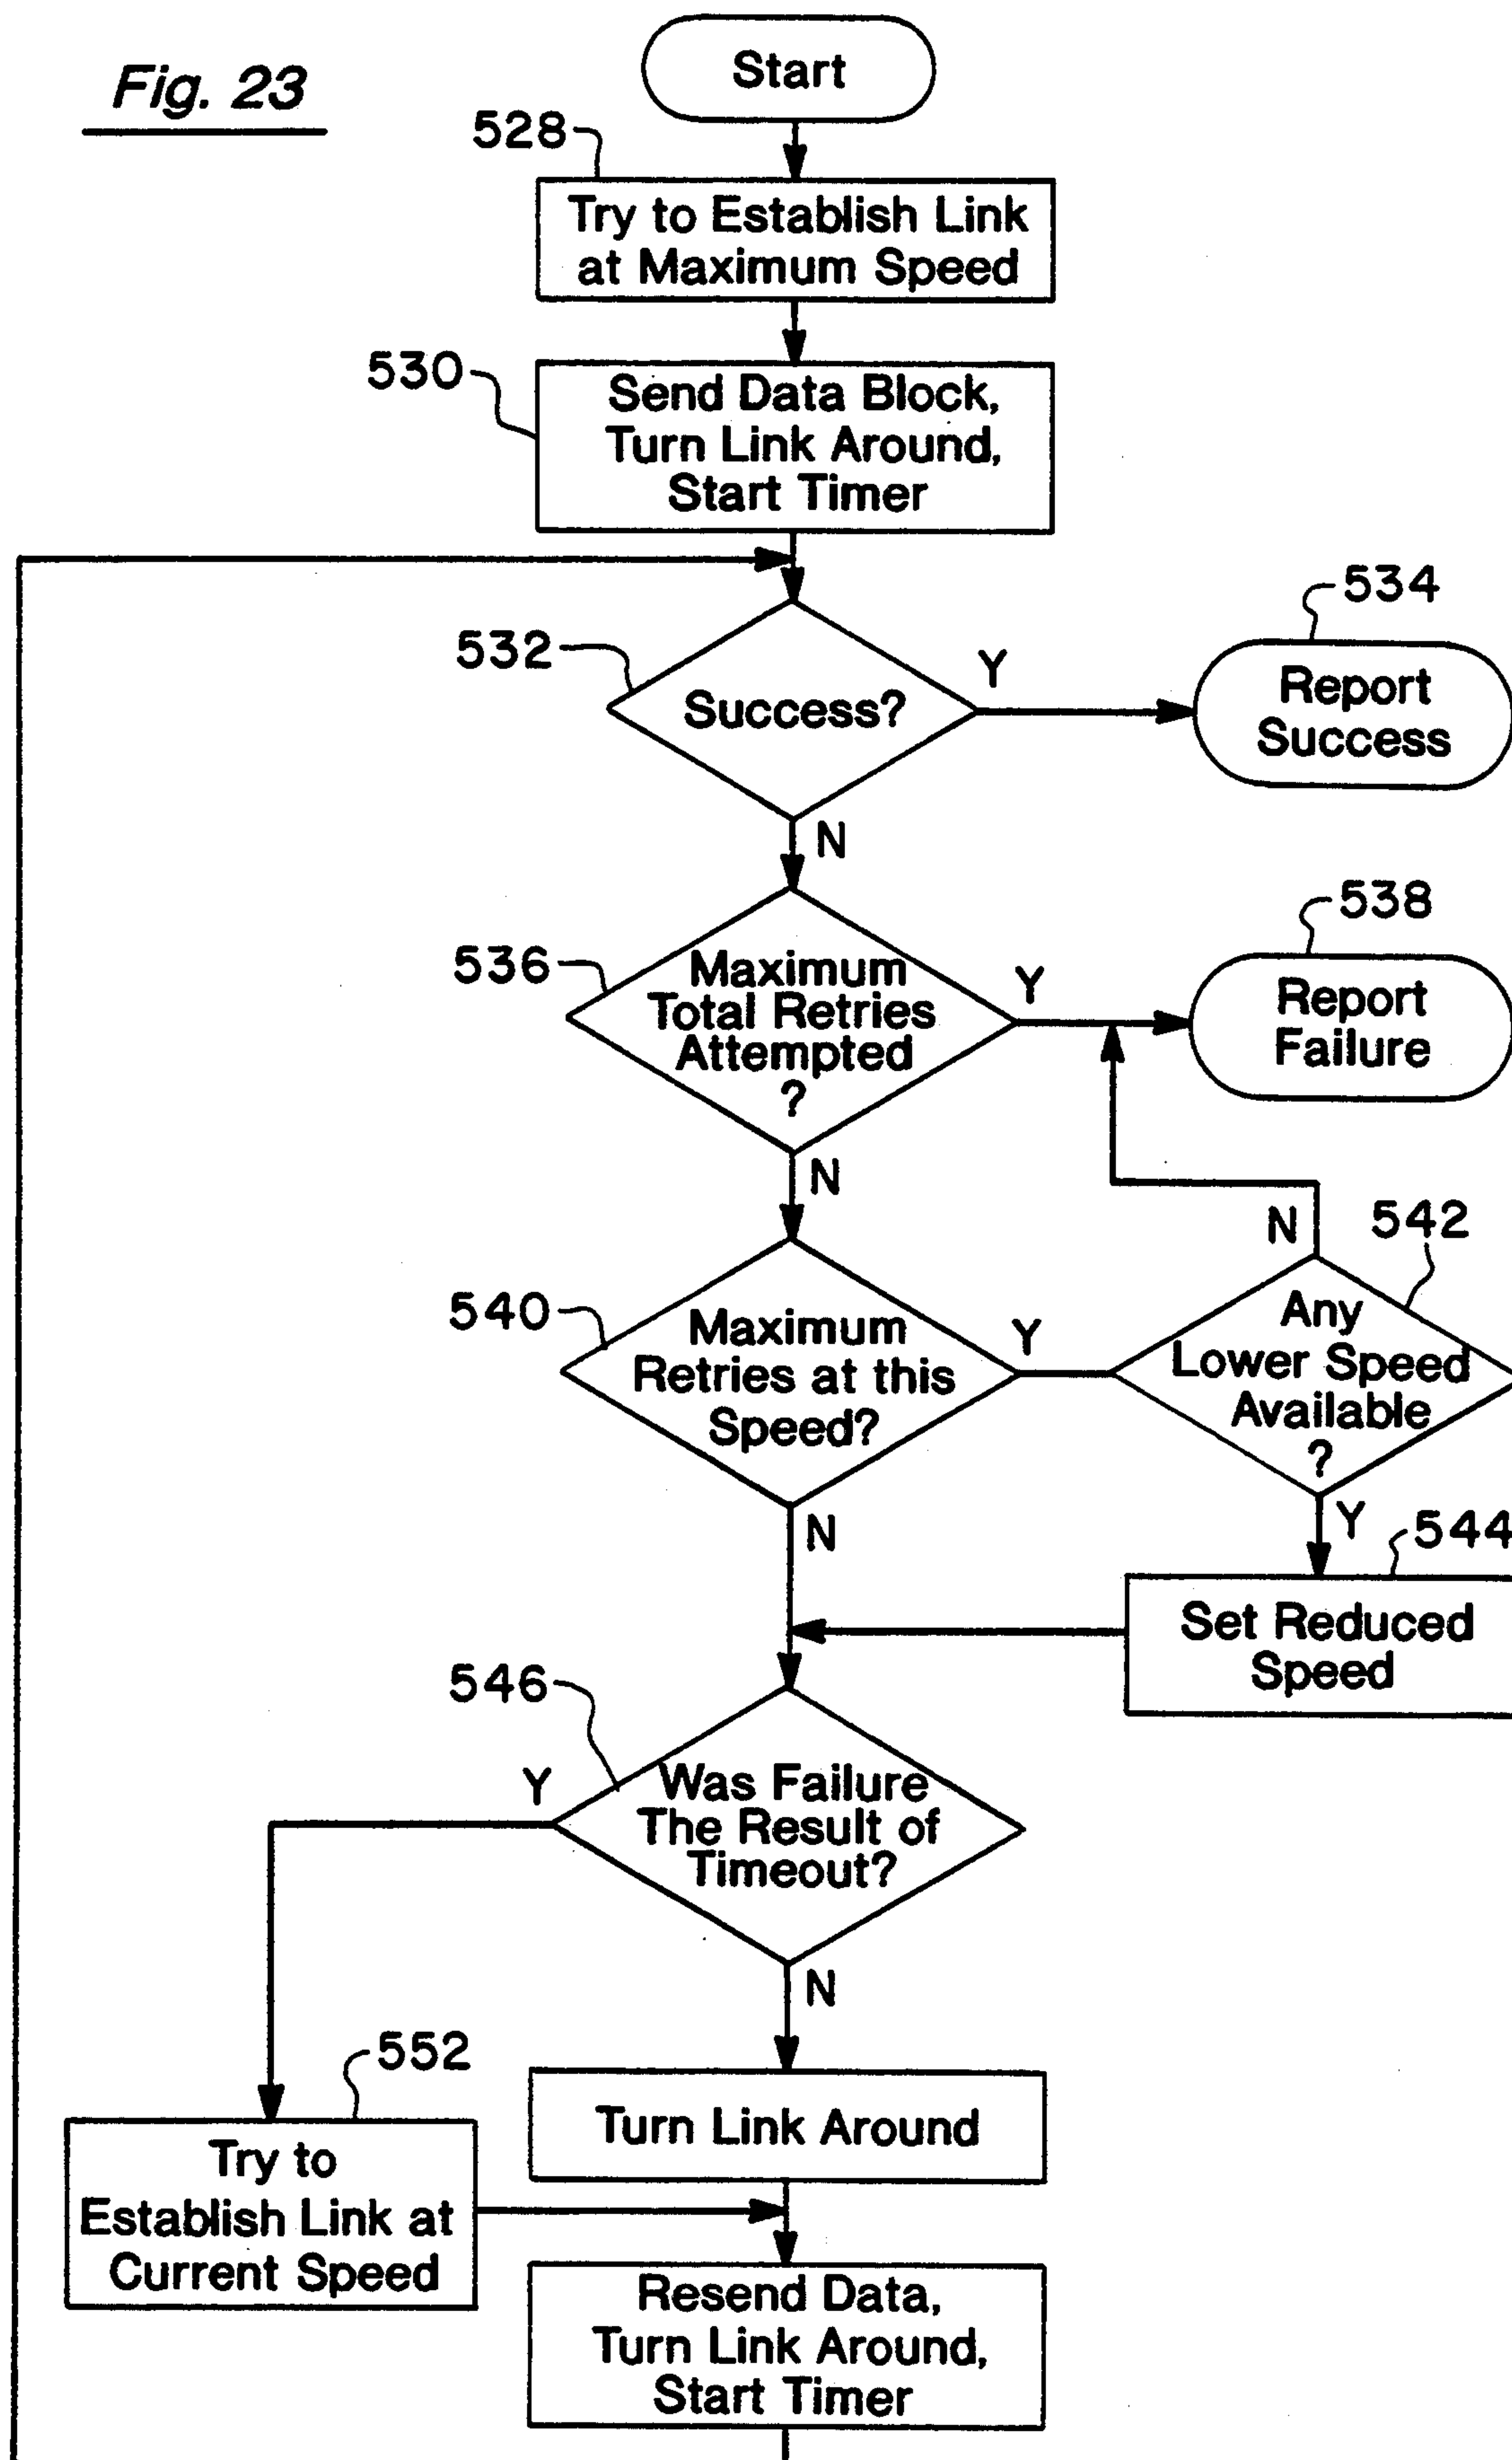 Fig. 23
Start
528
Try to Establish Link
at Maximum Speed
530
Send Data Block,
Turn Link Around,
Start Timer
532
Success?
Y
534
Report
Success
N
536
Maximum
Total Retries
Attempted
?
Y
538
Report
Failure
N
540
Maximum
Retries at this
Speed?
Y
N
542
Any
Lower Speed
Available
?
Y
544
Set Reduced
Speed
N
546
Was Failure
The Result of
Timeout?
Y
N
552
Try to
Establish Link at
Current Speed
Turn Link Around
Resend Data,
Turn Link Around,
Start Timer